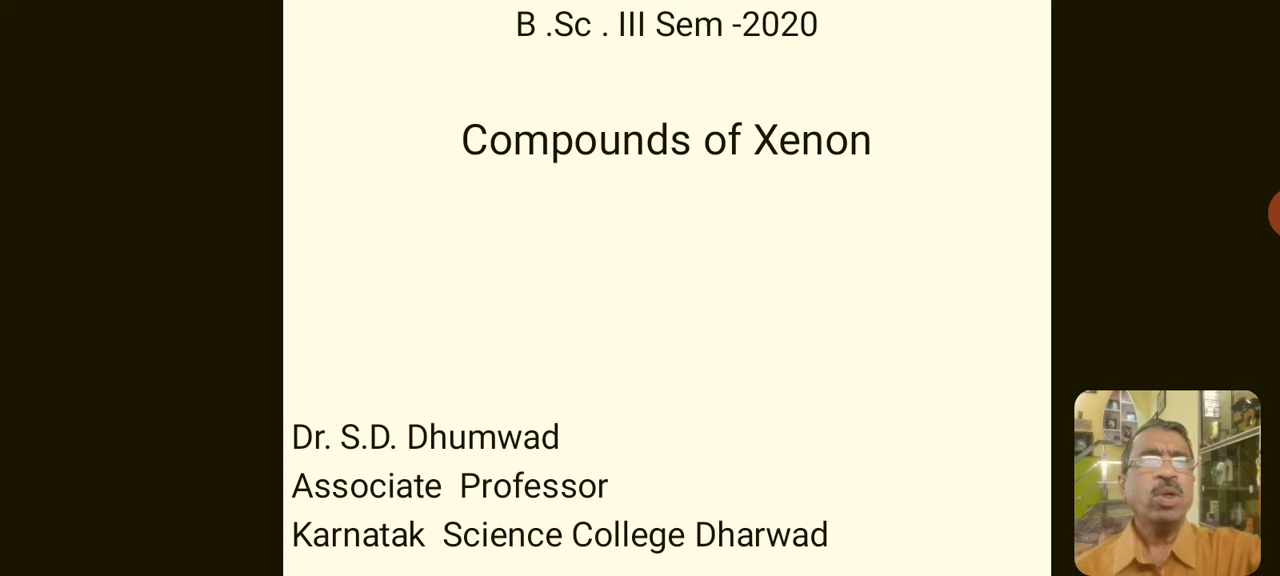 B .Sc . III Sem -2020
Compounds of Xenon
Dr. S.D. Dhumwad
Associate Professor
Karnatak Science College Dharwad